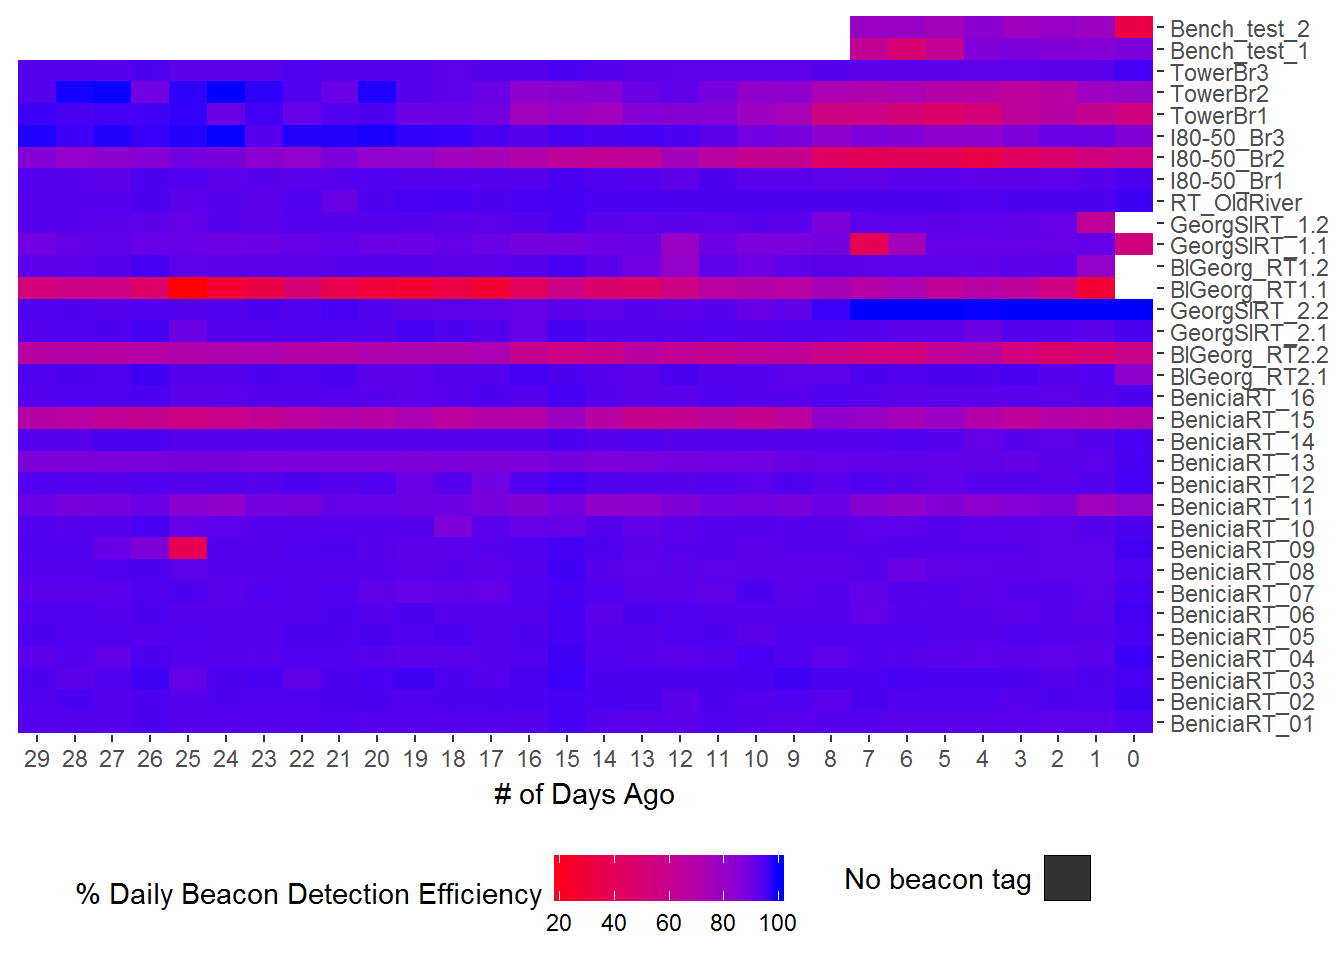 Bench_test_2
Bench_test_1
TowerBr3
TowerBr2
TowerBr1
I80-50_Br3
I80-50_Br2
I80-50_Br1
RT_OldRiver
GeorgSlRT_1.2
GeorgSlRT_1.1
BlGeorg_RT1.2
BlGeorg_RT1.1
GeorgSlRT_2.2
GeorgSlRT_2.1
BlGeorg_RT2.2
BlGeorg_RT2.1
BeniciaRT_16
BeniciaRT_15
BeniciaRT_14
BeniciaRT_13
BeniciaRT_12
BeniciaRT_11
BeniciaRT_10
BeniciaRT_09
BeniciaRT_08
BeniciaRT_07
BeniciaRT_06
BeniciaRT_05
BeniciaRT_04
BeniciaRT_03
BeniciaRT_02
BeniciaRT_01
29 28 27 26 25 24 23 22 21 20 19 18 17 16 15 14 13 12 11 10 9 8 7 6 5 4 3 2 1 0
# of Days Ago
% Daily Beacon Detection Efficiency
20 40 60 80 100
No beacon tag